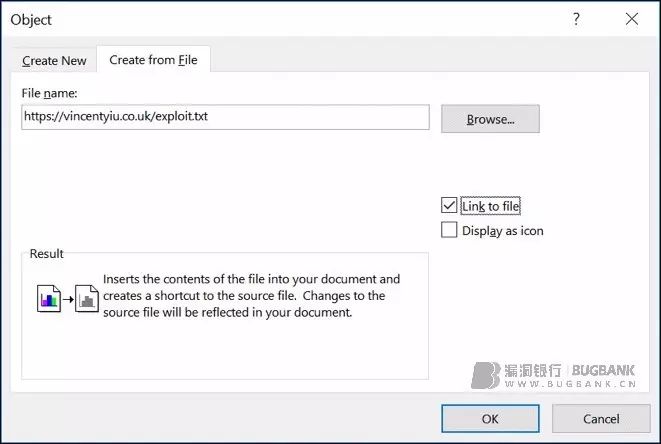 Object
Create New
Create from File
File name:
https://vincentyiu.co.uk/exploit.txt
Browse...
Link to file
Display as icon
Result
Inserts the contents of the file into your document and
creates a shortcut to the source file. Changes to the
source file will be reflected in your document.
漏洞银行 | BUGBANK
WWW.BUGBANK.CN
OK
Cancel